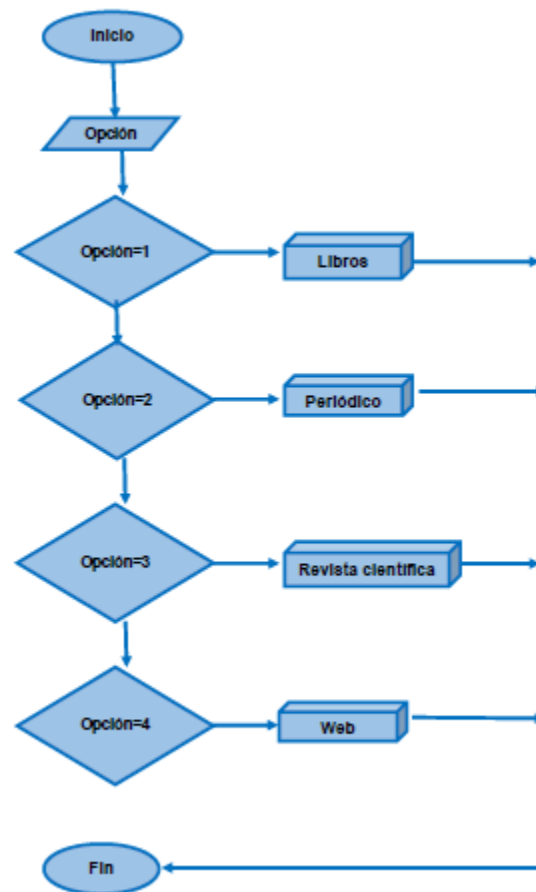 Inicio
Opción
Opción=1
Libros
Opción=2
Periódico
Opción=3
Revista científica
Opción=4
Web
Fin